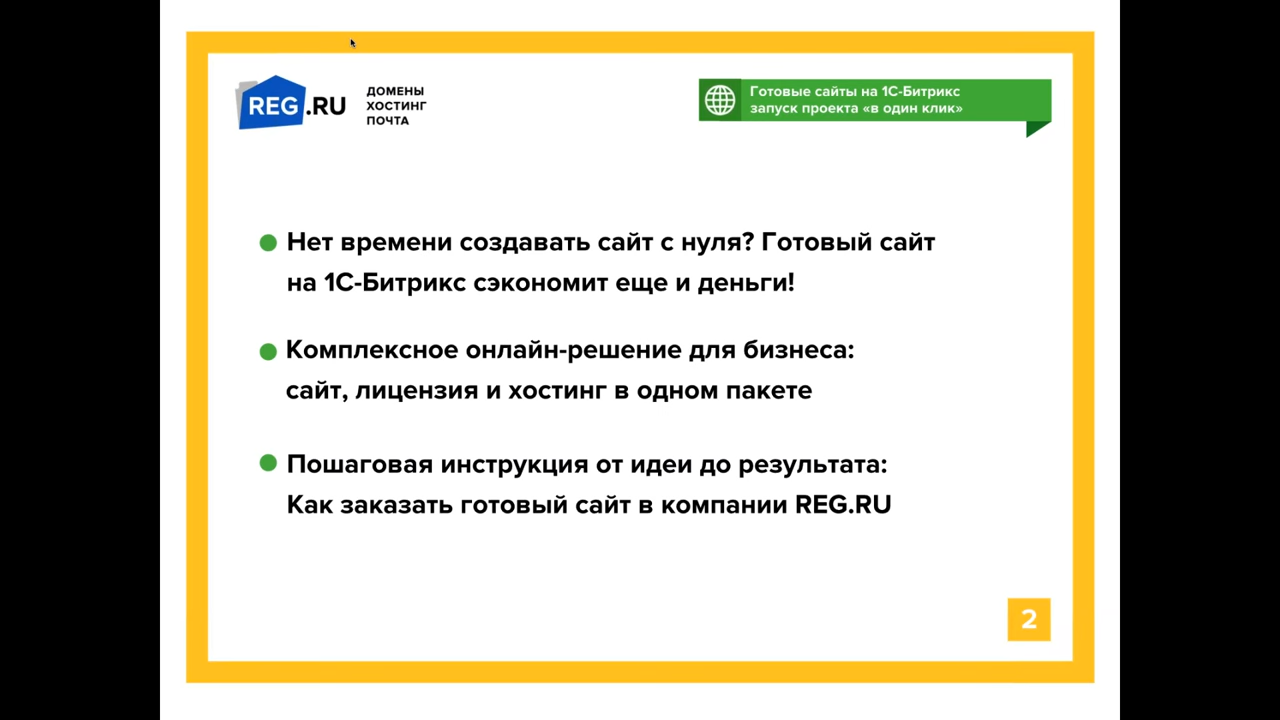 REG.RU
ДОМЕНЫ
ХОСТИНГ
ПОЧТА
Готовые сайты на 1С-Битрикс
запуск проекта «в один клик»
Нет времени создавать сайт с нуля? Готовый сайт
на 1С-Битрикс сэкономит еще и деньги!
Комплексное онлайн-решение для бизнеса:
сайт, лицензия и хостинг в одном пакете
Пошаговая инструкция от идеи до результата:
Как заказать готовый сайт в компании REG.RU
2